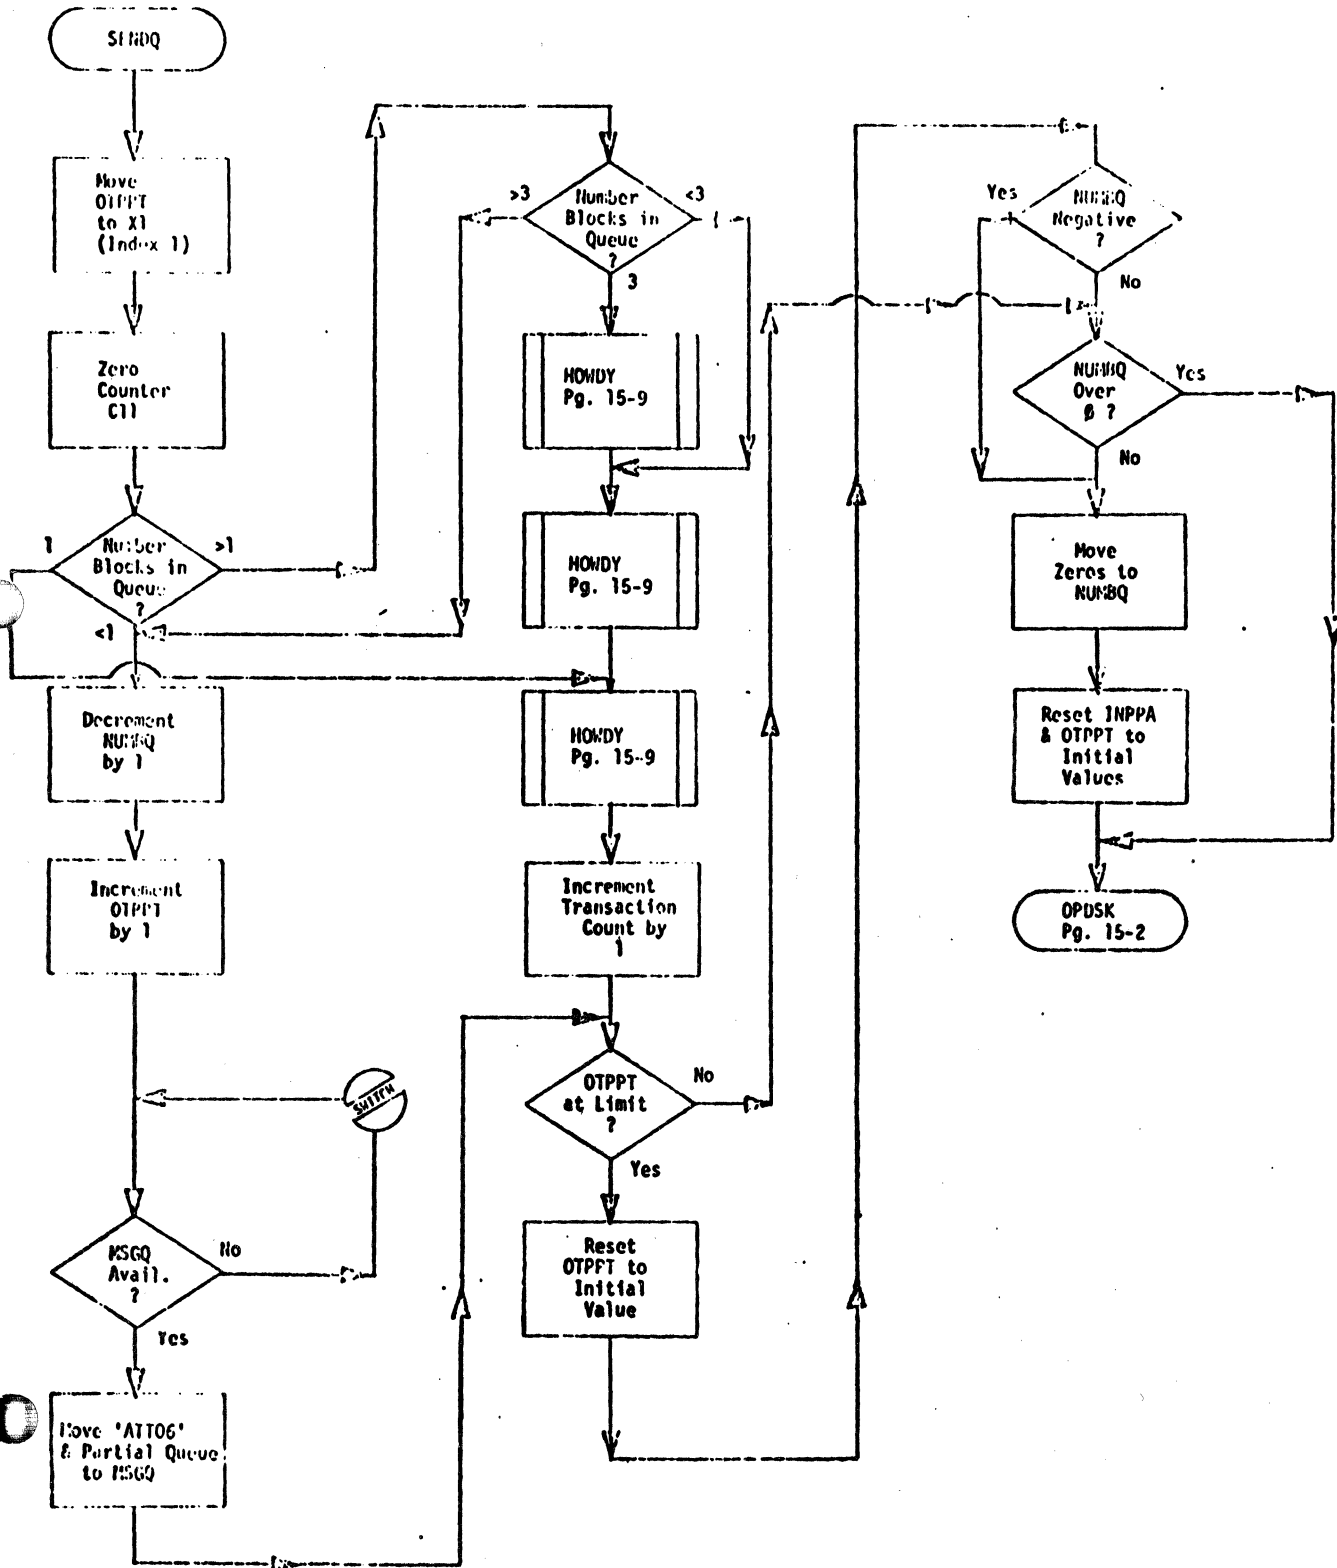 SENDQ
Move
OTPPT
to X1
(Index 1)
Zero
Counter
C11
1
Number
Blocks in
Queue
?
>1
<1
Decrement
NUMBQ
by 1
Increment
OTPPT
by 1
SWITCH
MSGQ
Avail.
?
No
Yes
Move 'ATT06'
& Partial Queue
to MSGQ
>3
Number
Blocks in
Queue
?
<3
3
HOWDY
Pg. 15-9
HOWDY
Pg. 15-9
HOWDY
Pg. 15-9
Increment
Transaction
Count by
1
OTPPT
at Limit
?
No
Yes
Reset
OTPPT to
Initial
Value
Yes
NUMBQ
Negative
?
No
NUMBQ
Over
Ø ?
Yes
No
Move
Zeros to
NUMBQ
Reset INPPA
& OTPPT to
Initial
Values
OPDSK
Pg. 15-2